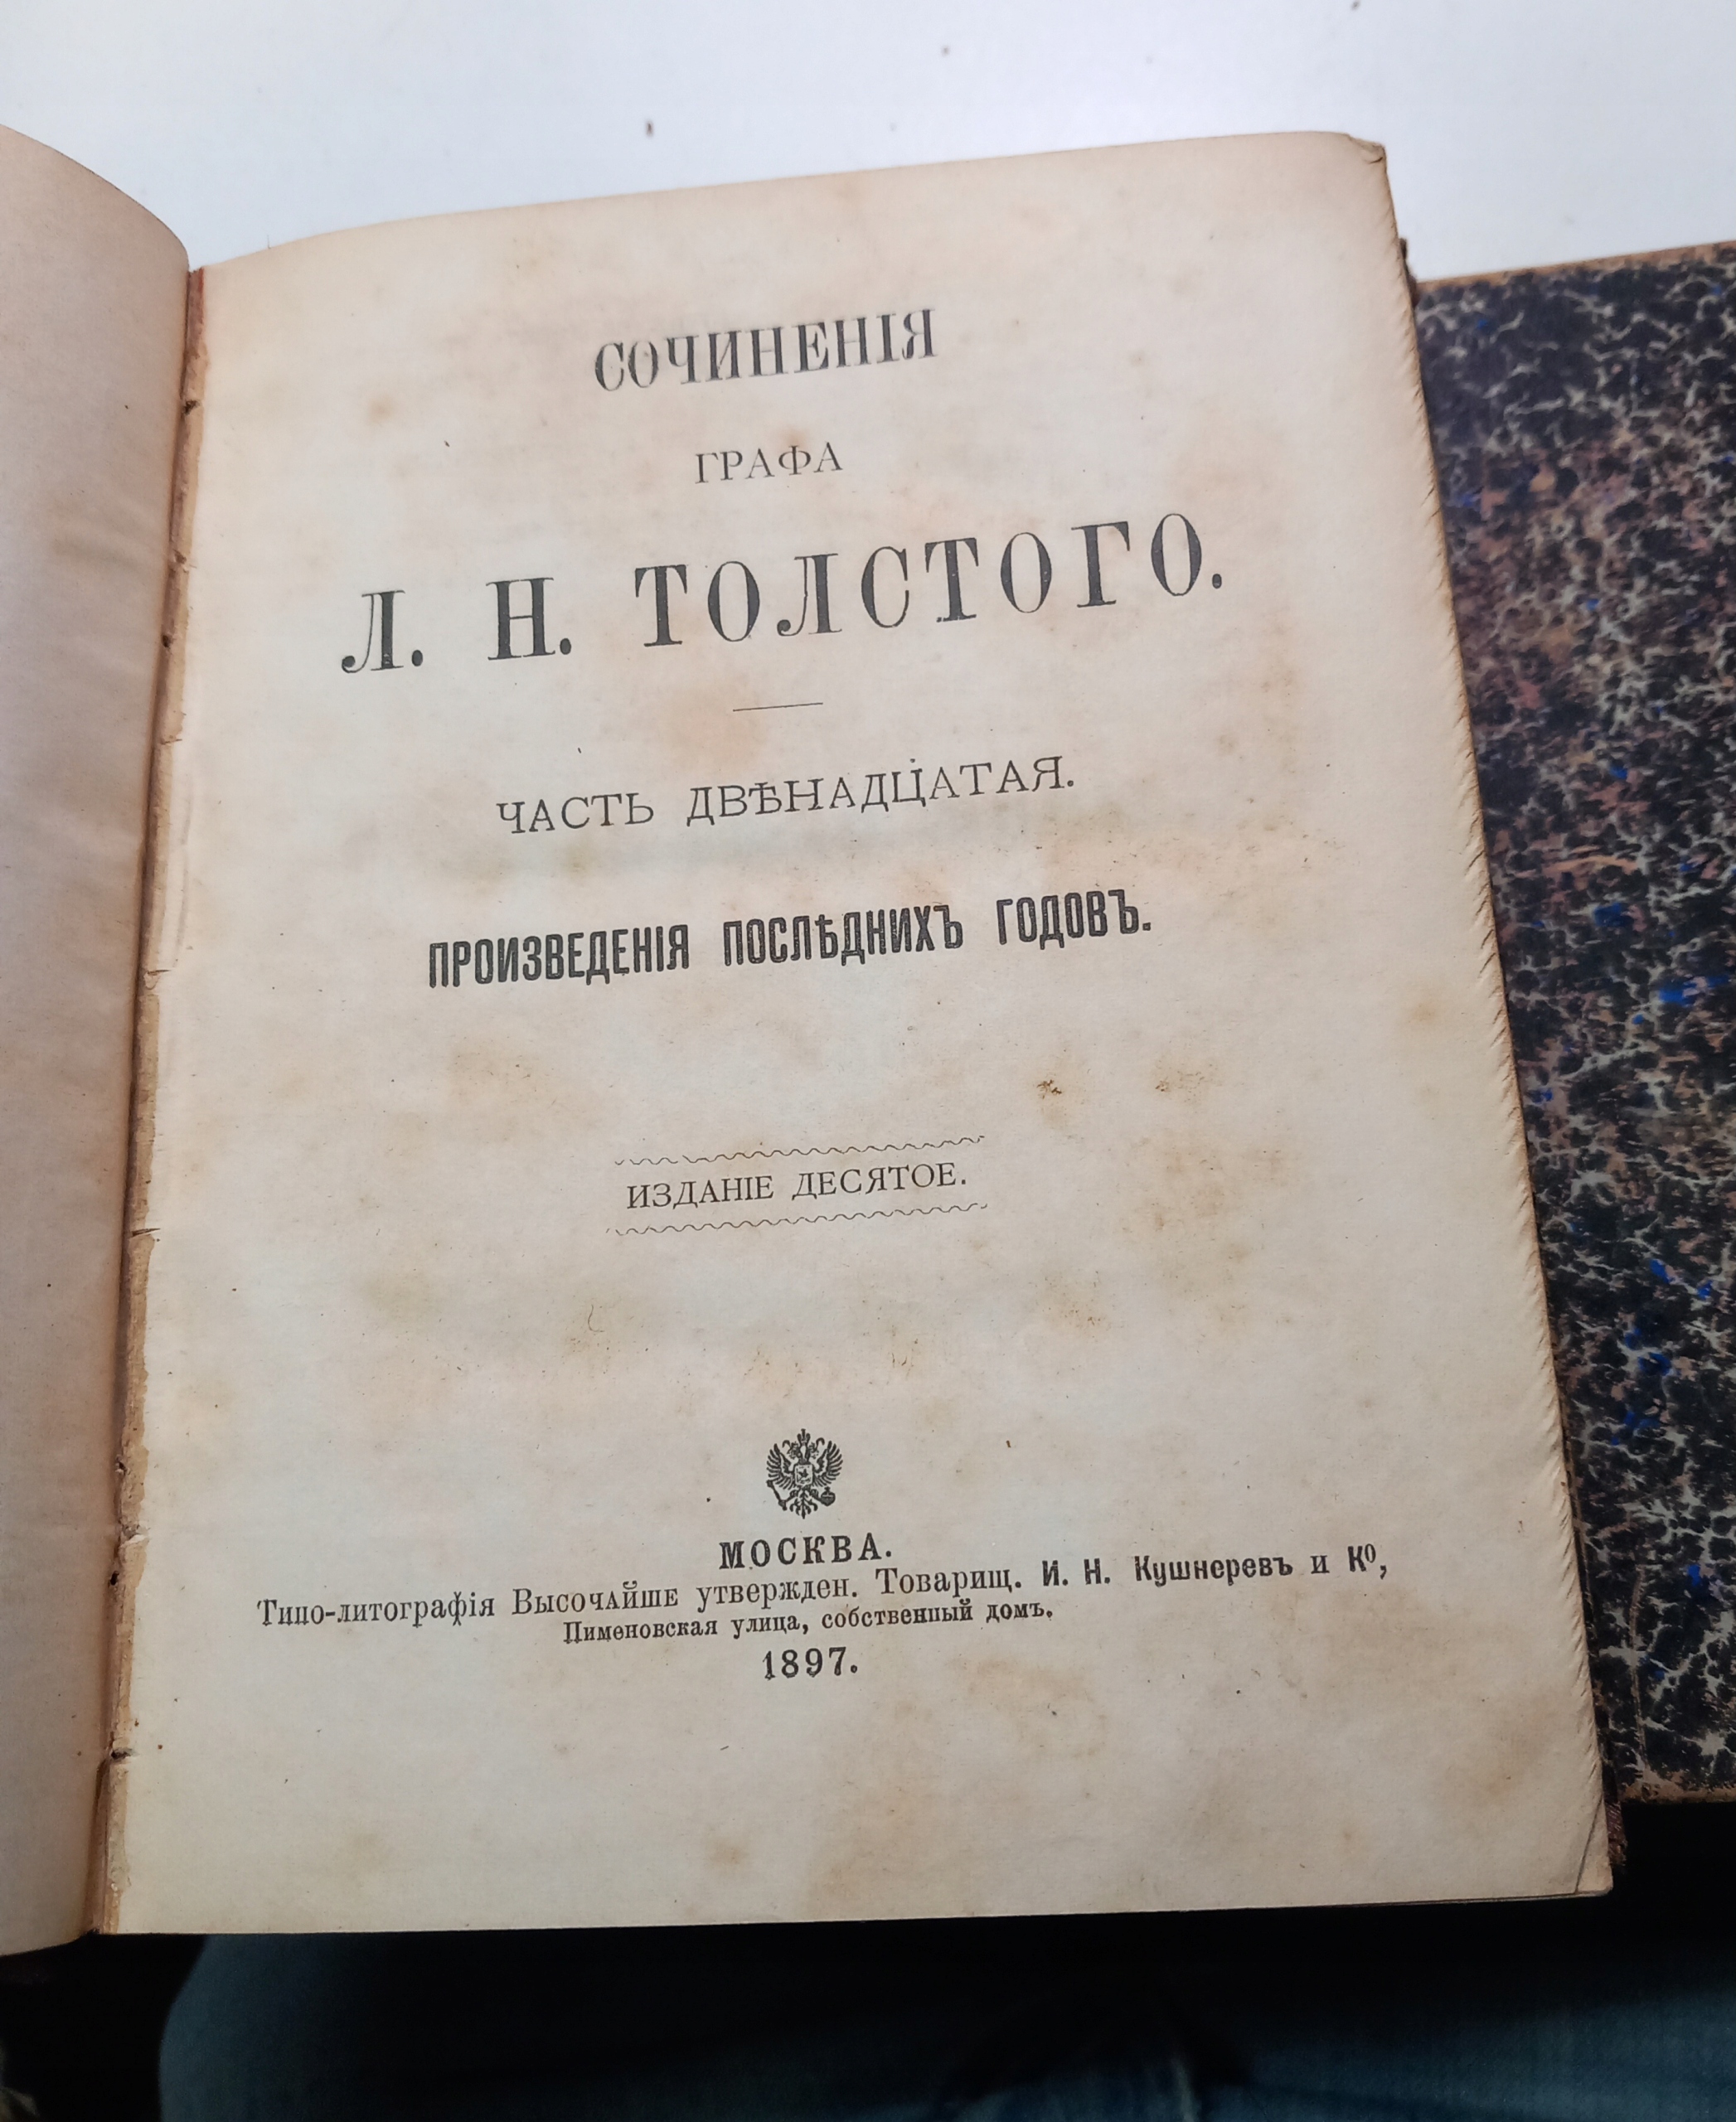 СОЧИНЕНІЯ
ГРАФА
Л. Н. ТОЛСТОГО.
ЧАСТЬ ДВѢНАДЦАТАЯ.
ПРОИЗВЕДЕНІЯ ПОСЛѢДНИХЪ ГОДОВЪ.
ИЗДАНІЕ ДЕСЯТОЕ.
МОСКВА.
Типо-литографія Высочайше утвержден. Товарищ. И. Н. Кушнеревъ и К⁰,
Пименовская улица, собственный домъ.
1897.